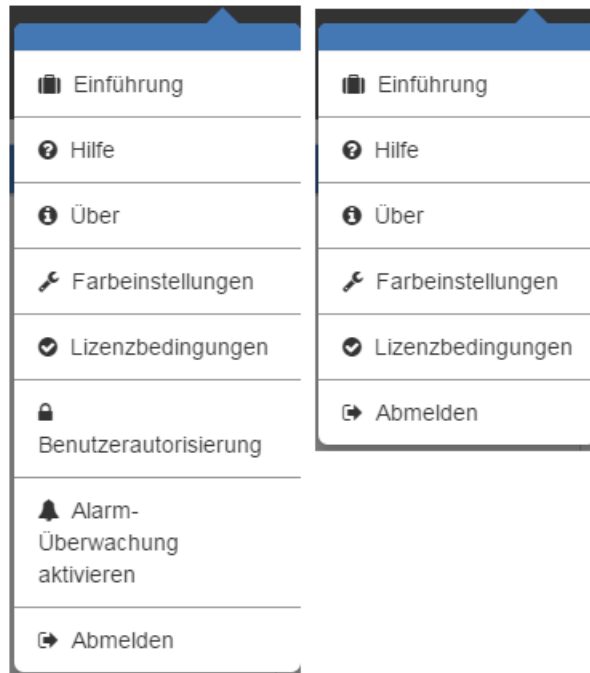 Einführung
Hilfe
Über
Farbeinstellungen
Lizenzbedingungen
Benutzerautorisierung
Alarm-
Überwachung
aktivieren
Abmelden
Einführung
Hilfe
Über
Farbeinstellungen
Lizenzbedingungen
Abmelden